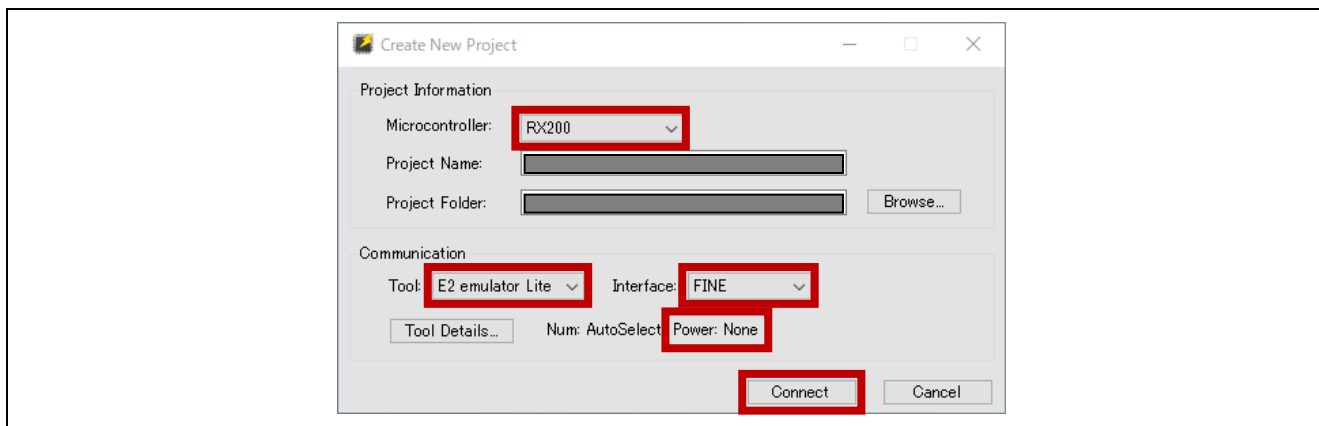 Create New Project
Project Information
Microcontroller: RX200
Project Name:
Project Folder: Browse...
Communication
Tool: E2 emulator Lite Interface: FINE
Tool Details... Num: AutoSelect Power: None
Connect Cancel